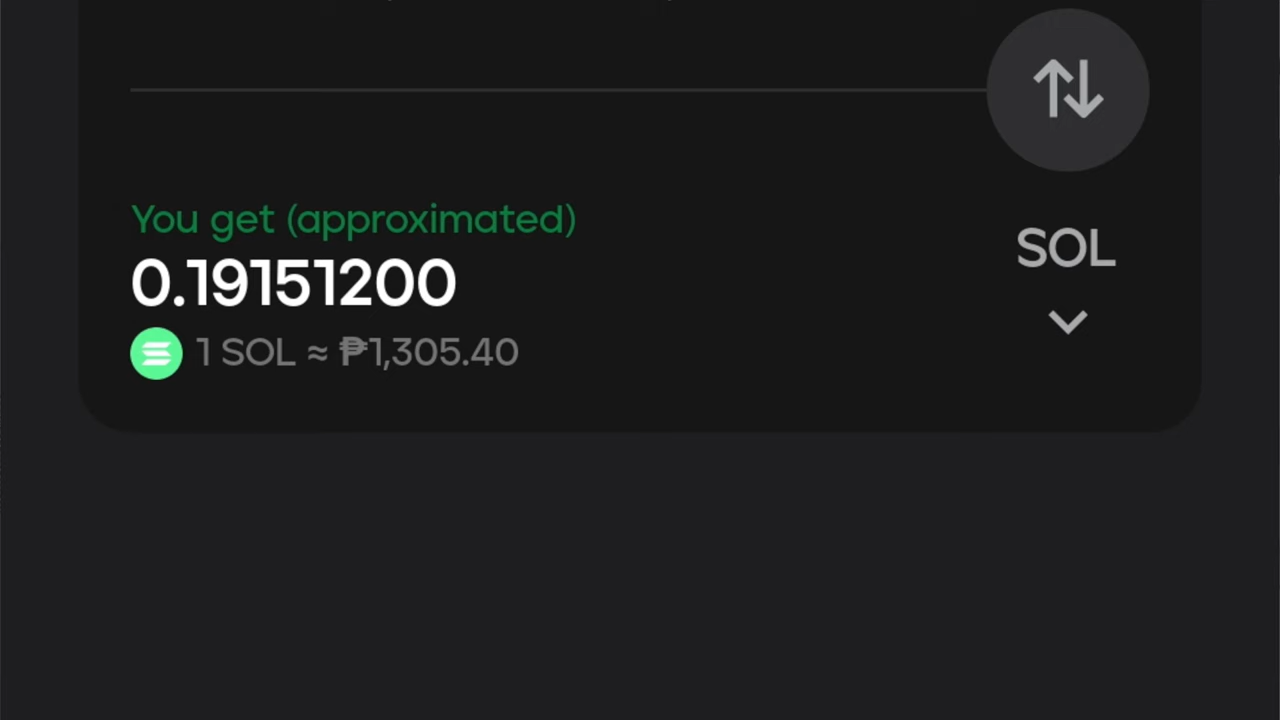 You get (approximated)
SOL
0.19151200
1 SOL ≈ ₱1,305.40